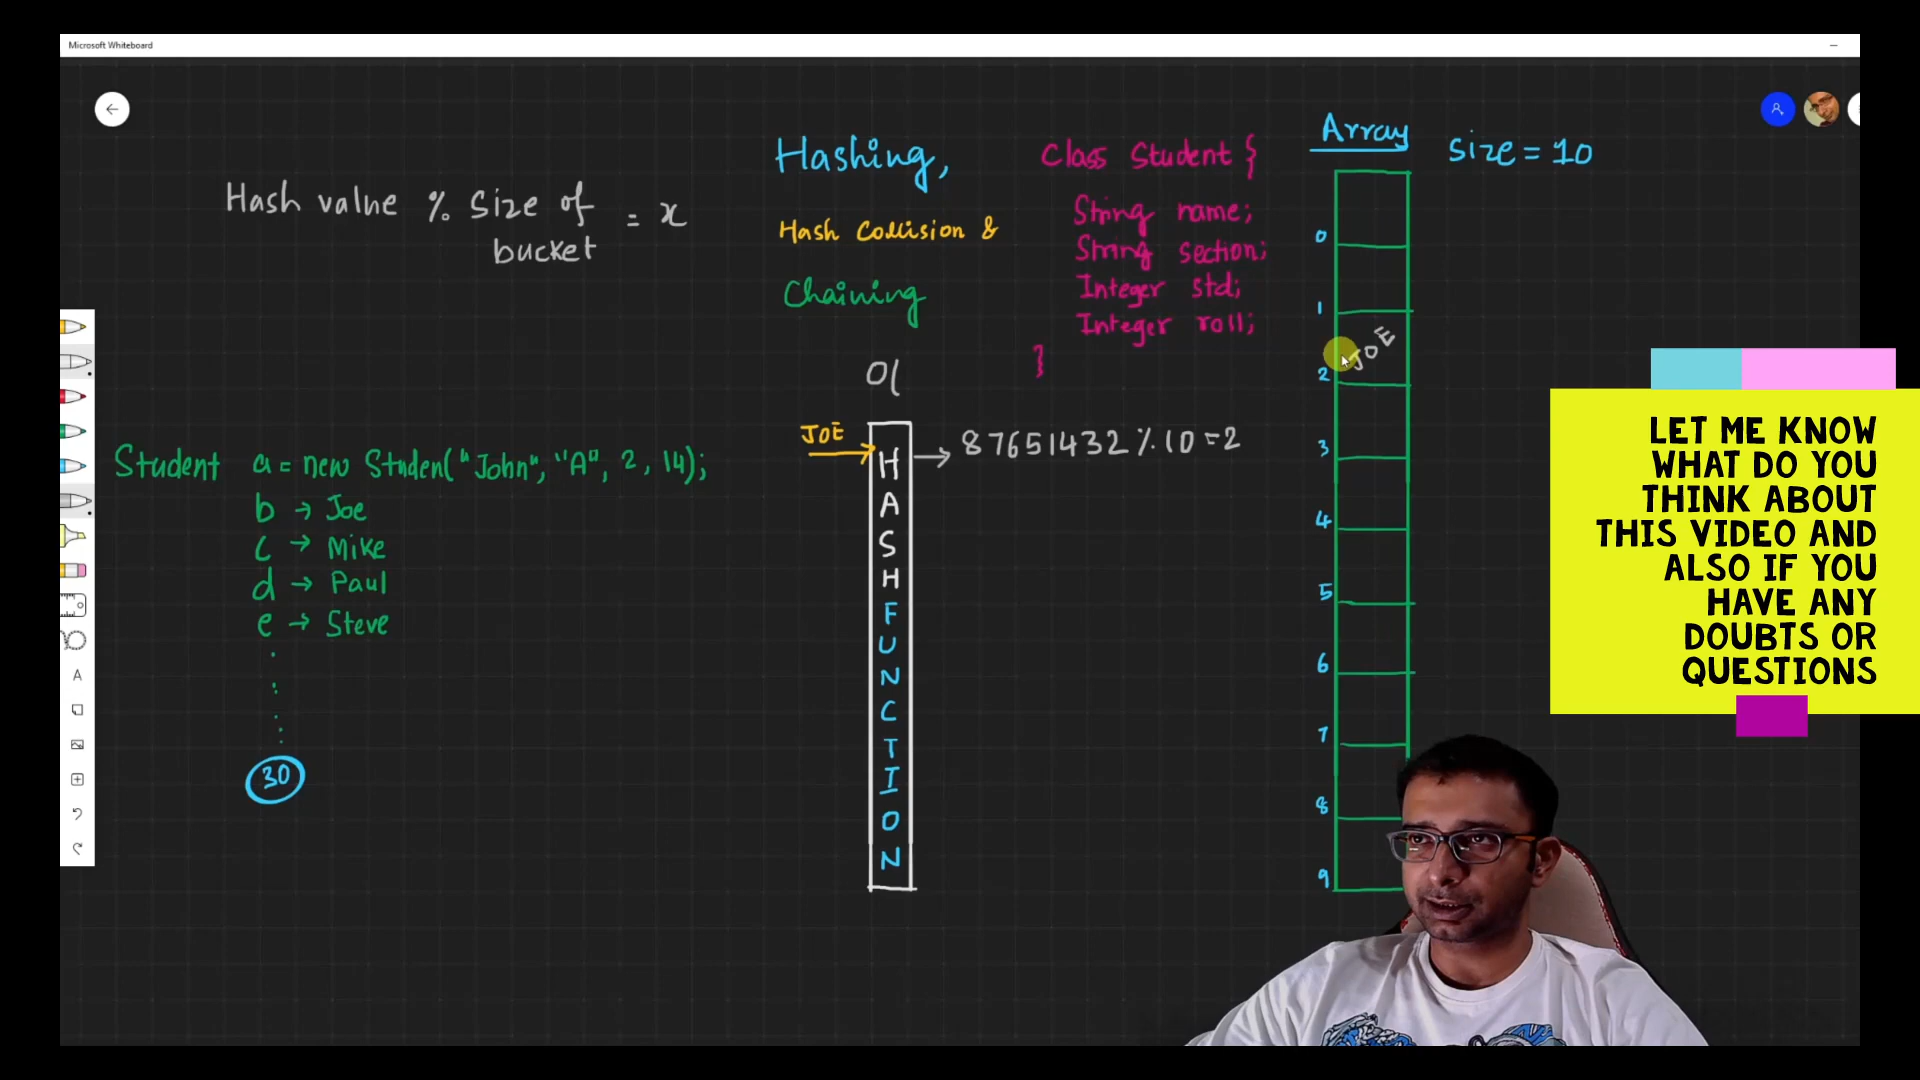 Microsoft Whiteboard
Hash value % Size of bucket = x
Hashing,
Hash Collision &
Chaining
Class Student {
String name;
String section;
Integer std;
Integer roll;
}
Array
Size = 10
0
1
2
3
4
5
6
7
8
9
JOE
O(
JOE
87651432 % 10 = 2
HASH FUNCTION
Student a = new Studen("John", "A", 2, 14);
b → Joe
c → Mike
d → Paul
e → Steve
30
A
LET ME KNOW
WHAT DO YOU
THINK ABOUT
THIS VIDEO AND
ALSO IF YOU
HAVE ANY
DOUBTS OR
QUESTIONS